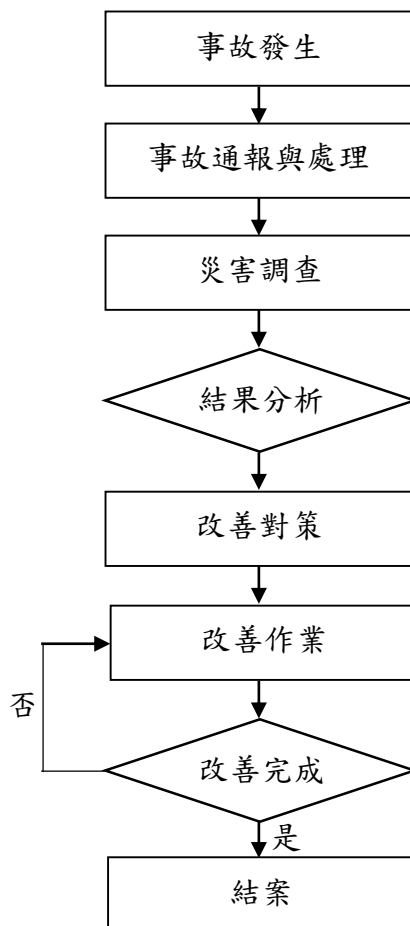 事故發生
事故通報與處理
災害調查
結果分析
改善對策
改善作業
否
改善完成
是
結案